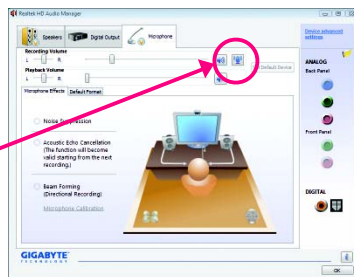 Realtek HD Audio Manager
Speakers
Digital Output
Microphone
Device advanced settings
Recording Volume
L
R
Set Default Device
Playback Volume
L
R
Microphone Effects
Default Format
Noise Suppression
Acoustic Echo Cancellation
(The function will become
valid starting from the next
recording.)
Beam Forming
(Directional Recording)
Microphone Calibration
ANALOG
Back Panel
Front Panel
DIGITAL
GIGABYTE
TECHNOLOGY
OK